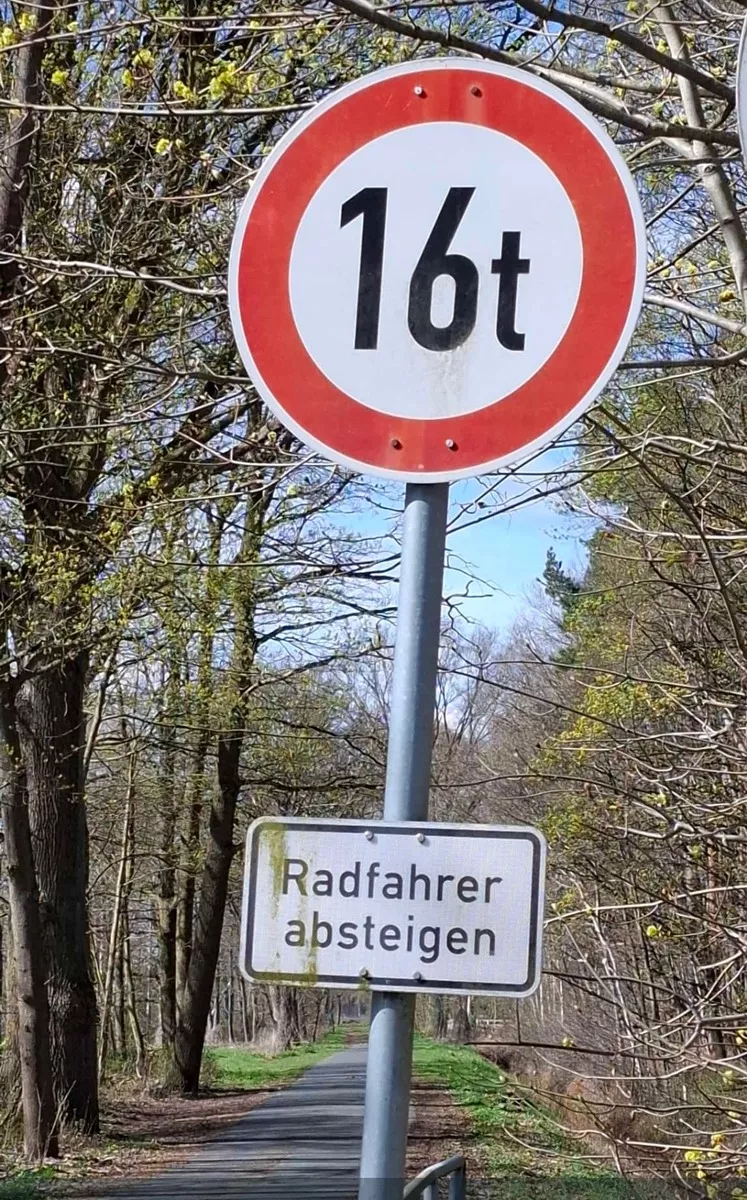 16t
Radfahrer
absteigen